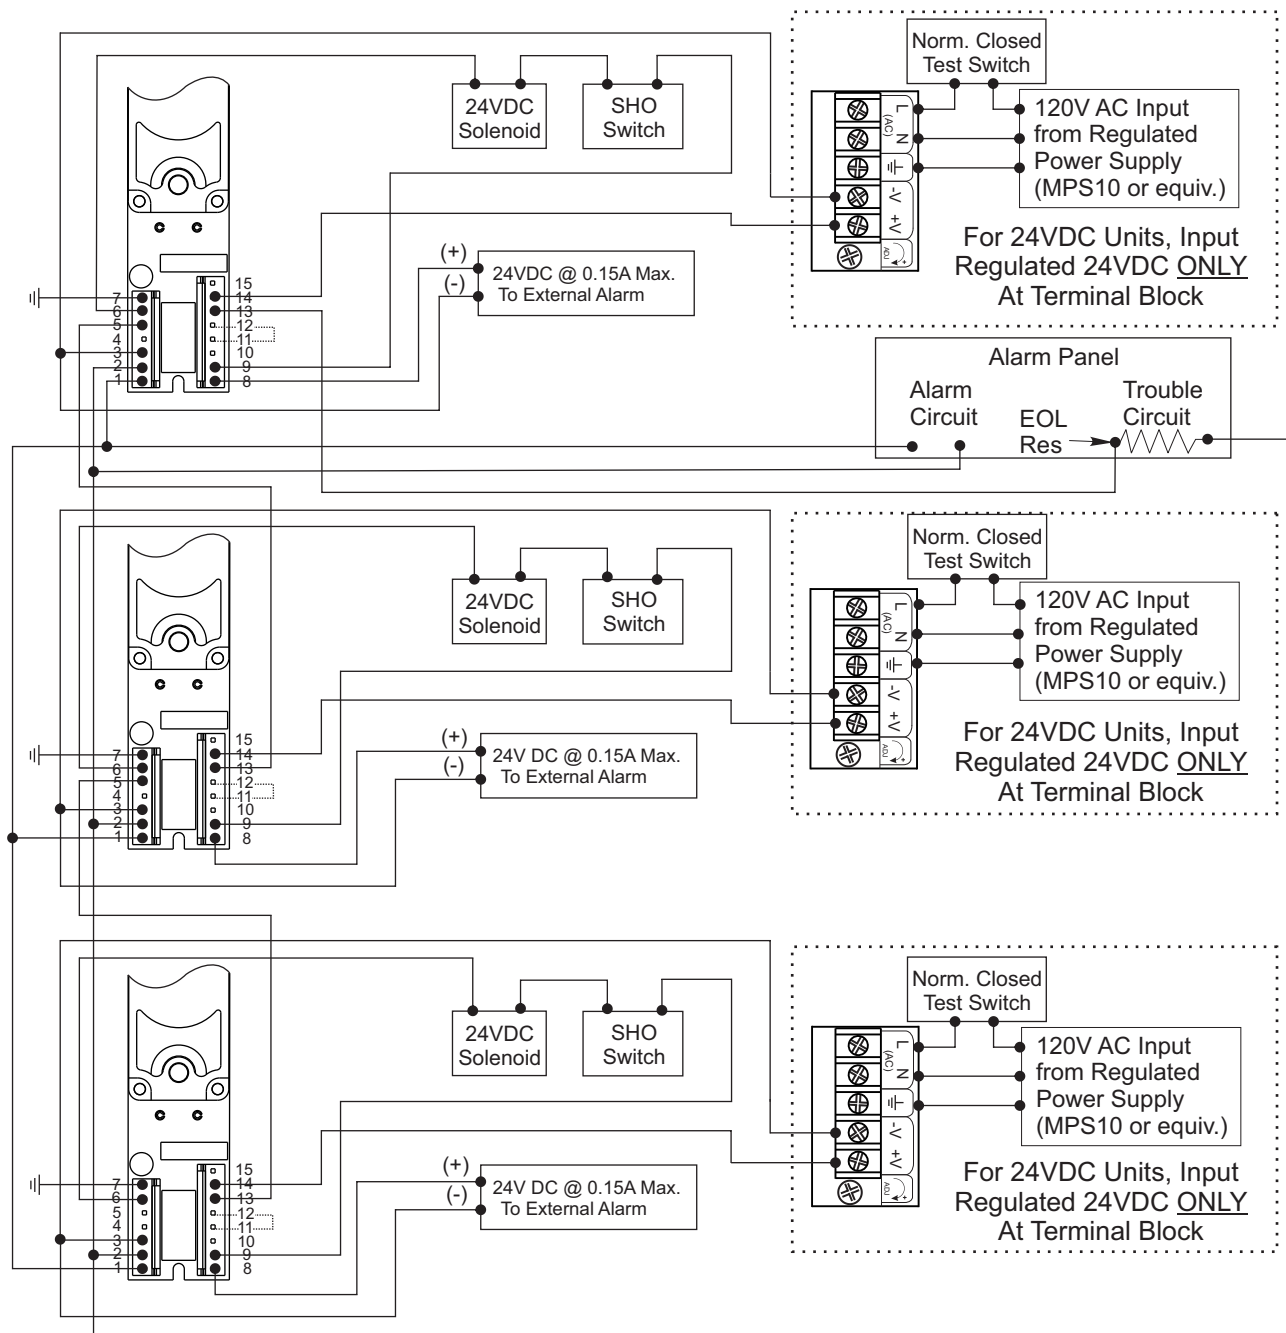 Norm. Closed
Test Switch
24VDC
Solenoid
SHO
Switch
L
(AC)
N
-V
+V
ADJ
120V AC Input
from Regulated
Power Supply
(MPS10 or equiv.)
For 24VDC Units, Input
Regulated 24VDC ONLY
At Terminal Block
(+)
(-)
24VDC @ 0.15A Max.
To External Alarm
7
6
5
4
3
2
1
15
14
13
12
11
10
9
8
Alarm Panel
Alarm
Circuit
EOL
Res
Trouble
Circuit
Norm. Closed
Test Switch
24VDC
Solenoid
SHO
Switch
L
(AC)
N
-V
+V
ADJ
120V AC Input
from Regulated
Power Supply
(MPS10 or equiv.)
For 24VDC Units, Input
Regulated 24VDC ONLY
At Terminal Block
(+)
(-)
24V DC @ 0.15A Max.
To External Alarm
7
6
5
4
3
2
1
15
14
13
12
11
10
9
8
Norm. Closed
Test Switch
24VDC
Solenoid
SHO
Switch
L
(AC)
N
-V
+V
ADJ
120V AC Input
from Regulated
Power Supply
(MPS10 or equiv.)
For 24VDC Units, Input
Regulated 24VDC ONLY
At Terminal Block
(+)
(-)
24V DC @ 0.15A Max.
To External Alarm
7
6
5
4
3
2
1
15
14
13
12
11
10
9
8